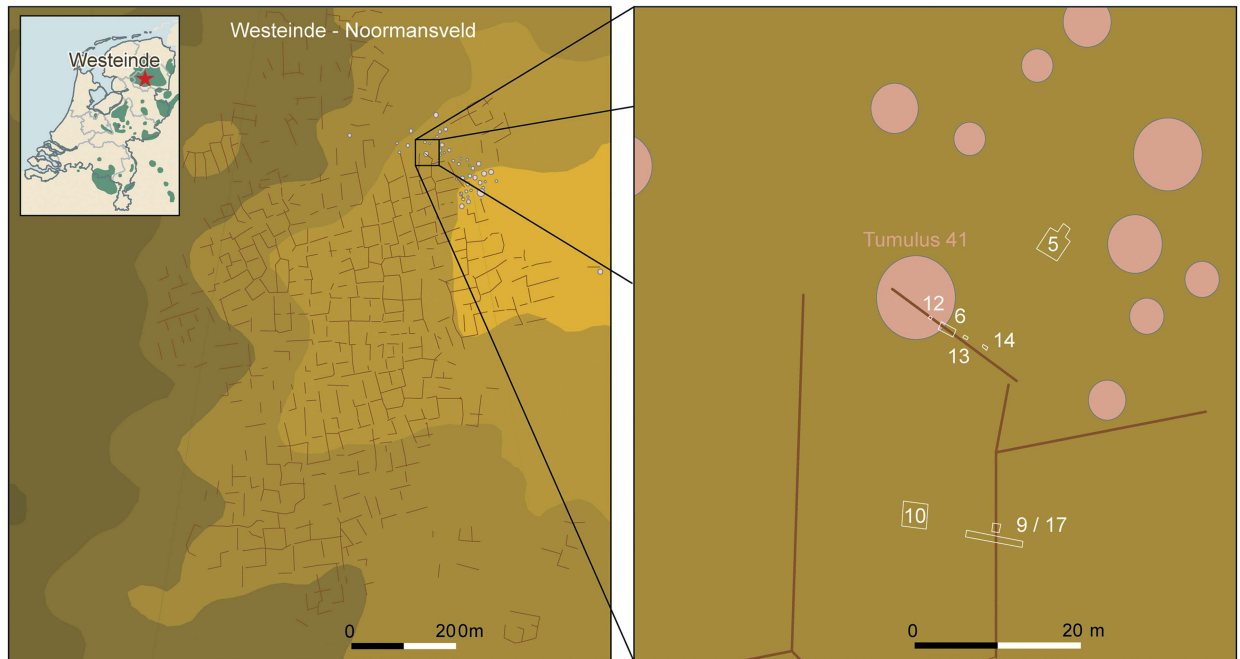 Westeinde - Noormansveld
Westeinde
0 200m
Tumulus 41
5
12
6
13
14
10
9 / 17
0 20 m